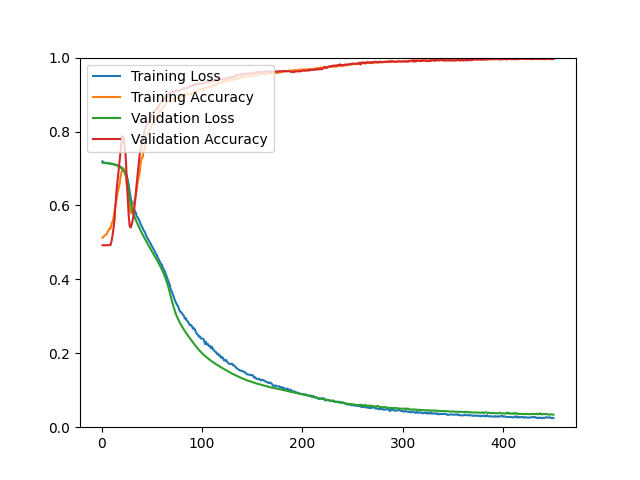 1.0
0.8
0.6
0.4
0.2
0.0
Training Loss
Training Accuracy
Validation Loss
Validation Accuracy
0 100 200 300 400